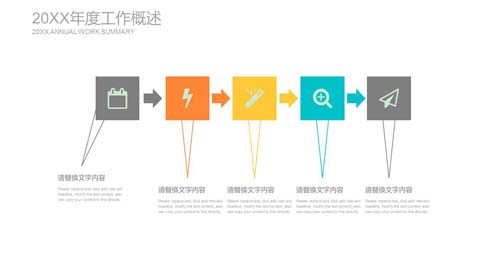 20XX年度工作概述
20XX ANNUAL WORK SUMMARY
请替换文字内容
Please replace text, click add relevant
headline, modify the text content, also
can copy your content to this directly.
请替换文字内容
Please replace text, click add relevant
headline, modify the text content, also
can copy your content to this directly.
请替换文字内容
Please replace text, click add relevant
headline, modify the text content, also
can copy your content to this directly.
请替换文字内容
Please replace text, click add relevant
headline, modify the text content, also
can copy your content to this directly.
请替换文字内容
Please replace text, click add relevant
headline, modify the text content, also
can copy your content to this directly.